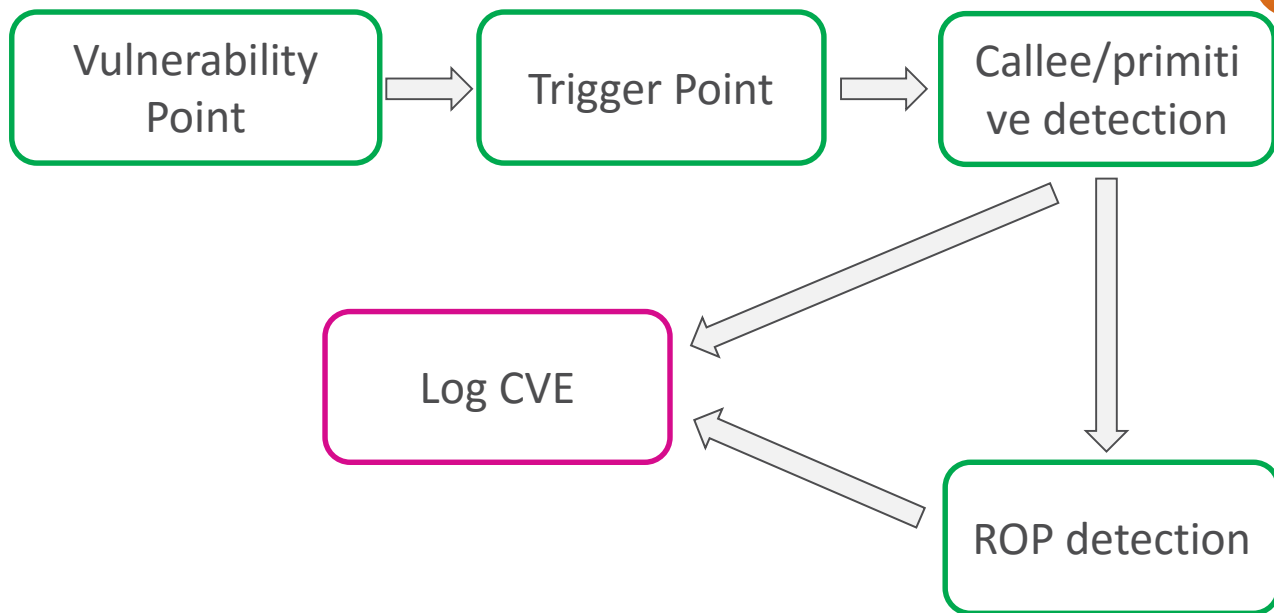 Vulnerability
Point
Trigger Point
Callee/primiti
ve detection
Log CVE
ROP detection